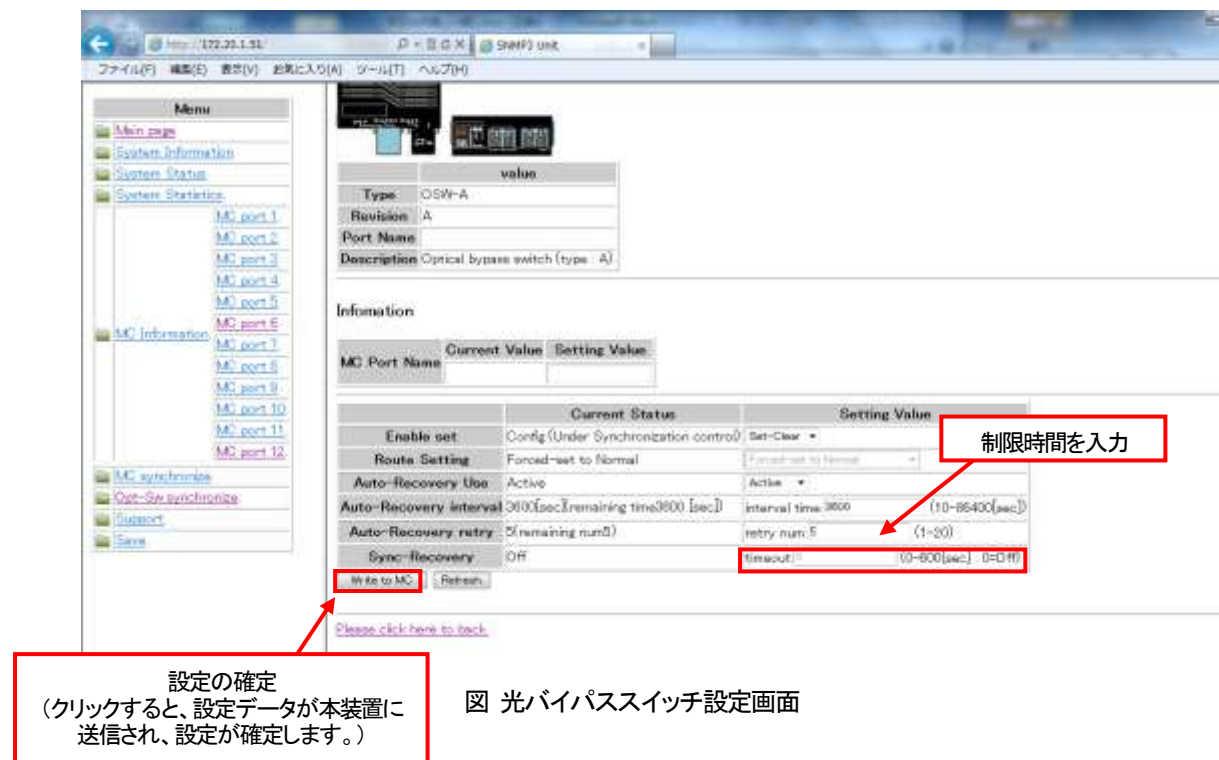 172.20.1.51
SNMP3 Unit
ファイル(F) 編集(E) 表示(V) お気に入り(A) ツール(T) ヘルプ(H)
Menu
Main page
System Information
System Status
System Statistics
MC Information
MC port 1
MC port 2
MC port 3
MC port 4
MC port 5
MC port 6
MC port 7
MC port 8
MC port 9
MC port 10
MC port 11
MC port 12
MC synchronize
Opt-Sw synchronize
Support
Save
value
Type OSW-A
Revision A
Port Name
Description Optical bypass switch (type : A)
Infomation
Current Value Setting Value
MC Port Name
Current Status Setting Value
Enable set Config (Under Synchronization control) Set-Clear
Route Setting Forced-set to Normal Forced-set to Normal
Auto-Recovery Use Active Active
Auto-Recovery interval 3600[sec](remaining time3600 [sec]) interval time: 3600 (10-86400[sec])
Auto-Recovery retry 5(remaining num5) retry num: 5 (1-20)
Sync-Recovery Off timeout: (0-600[sec] 0=Off)
Write to MC Refresh
Please click here to back.
制限時間を入力
設定の確定
(クリックすると、設定データが本装置に
送信され、設定が確定します。)
図 光バイパススイッチ設定画面